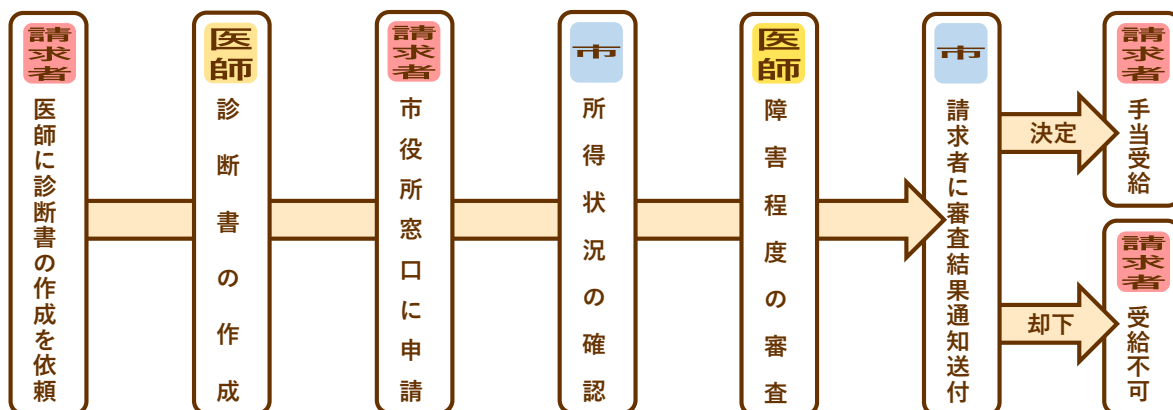 請求者
医師に診断書の作成を依頼
医師
診断書の作成
請求者
市役所窓口に申請
市
所得状況の確認
医師
障害程度の審査
市
請求者に審査結果通知送付
決定
請求者
手当受給
却下
請求者
受給不可